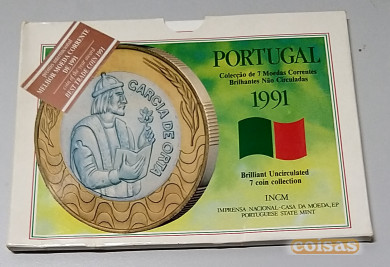 MELHOR MOEDA CORRENTE
DE 1991
BEST TRADE COIN 1991
GARCIA DE ORTA
PORTUGAL
Colecção de 7 Moedas Correntes
Brilhantes Não Circuladas
1991
Brilliant Uncirculated
7 coin collection
INCM
IMPRENSA NACIONAL-CASA DA MOEDA, EP
PORTUGUESE STATE MINT
coisas